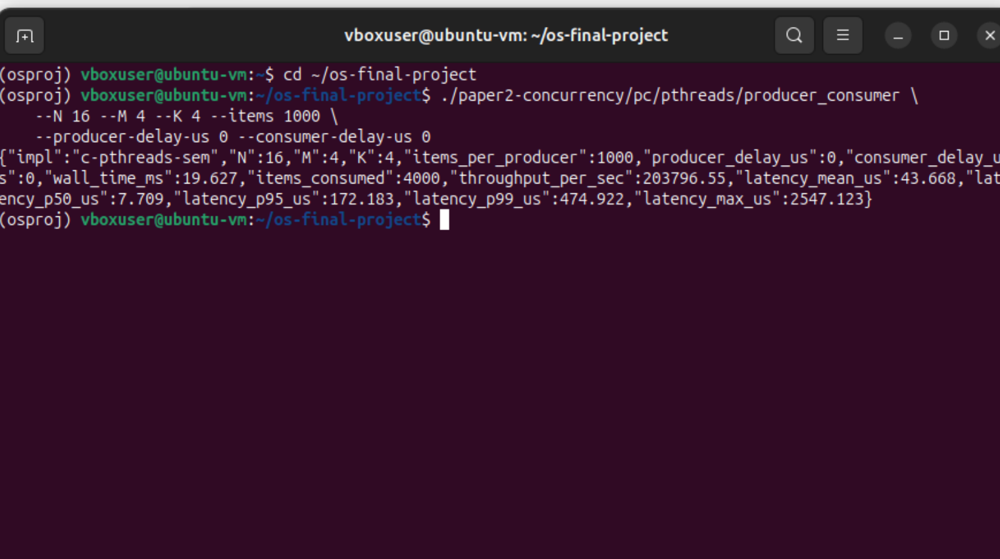 vboxuser@ubuntu-vm: ~/os-final-project
(osproj) vboxuser@ubuntu-vm:~$ cd ~/os-final-project
(osproj) vboxuser@ubuntu-vm:~/os-final-project$ ./paper2-concurrency/pc/pthreads/producer_consumer \
    --N 16 --M 4 --K 4 --items 1000 \
    --producer-delay-us 0 --consumer-delay-us 0
{"impl":"c-pthreads-sem","N":16,"M":4,"K":4,"items_per_producer":1000,"producer_delay_us":0,"consumer_delay_u
s":0,"wall_time_ms":19.627,"items_consumed":4000,"throughput_per_sec":203796.55,"latency_mean_us":43.668,"lat
ency_p50_us":7.709,"latency_p95_us":172.183,"latency_p99_us":474.922,"latency_max_us":2547.123}
(osproj) vboxuser@ubuntu-vm:~/os-final-project$